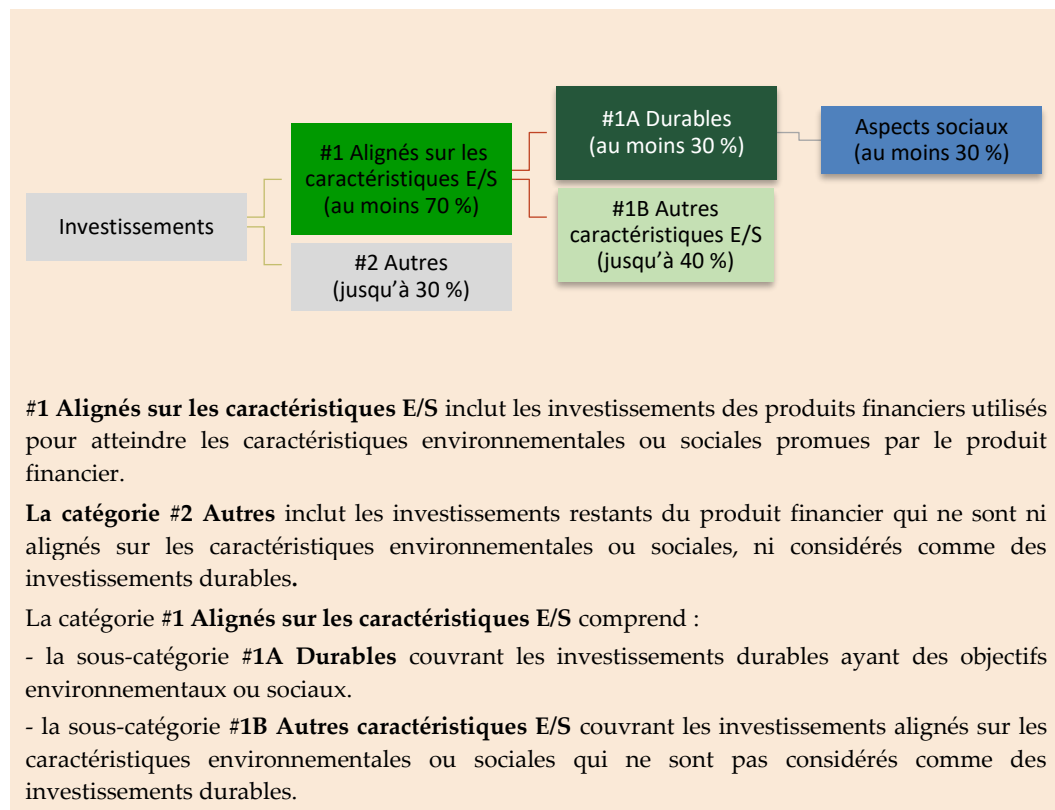 Investissements
#1 Alignés sur les
caractéristiques E/S
(au moins 70 %)
#2 Autres
(jusqu’à 30 %)
#1A Durables
(au moins 30 %)
#1B Autres
caractéristiques E/S
(jusqu’à 40 %)
Aspects sociaux
(au moins 30 %)
#1 Alignés sur les caractéristiques E/S inclut les investissements des produits financiers utilisés
pour atteindre les caractéristiques environnementales ou sociales promues par le produit
financier.
La catégorie #2 Autres inclut les investissements restants du produit financier qui ne sont ni
alignés sur les caractéristiques environnementales ou sociales, ni considérés comme des
investissements durables.
La catégorie #1 Alignés sur les caractéristiques E/S comprend :
- la sous-catégorie #1A Durables couvrant les investissements durables ayant des objectifs
environnementaux ou sociaux.
- la sous-catégorie #1B Autres caractéristiques E/S couvrant les investissements alignés sur les
caractéristiques environnementales ou sociales qui ne sont pas considérés comme des
investissements durables.